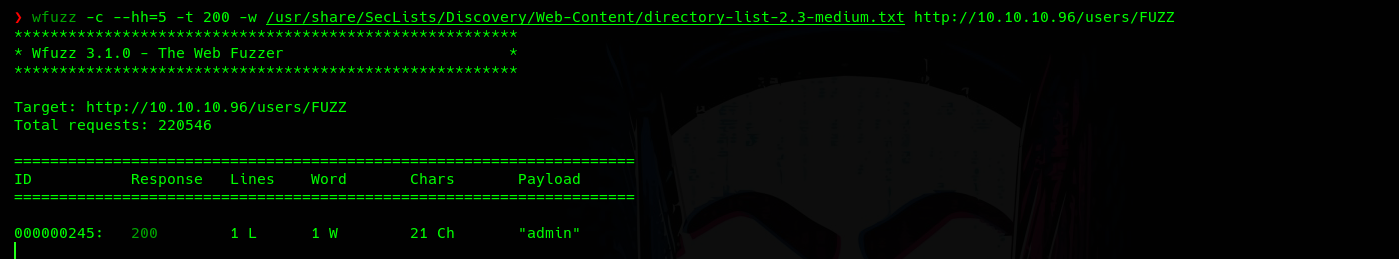 ❯ wfuzz -c --hh=5 -t 200 -w /usr/share/SecLists/Discovery/Web-Content/directory-list-2.3-medium.txt http://10.10.10.96/users/FUZZ
********************************************************
* Wfuzz 3.1.0 - The Web Fuzzer                         *
********************************************************

Target: http://10.10.10.96/users/FUZZ
Total requests: 220546

=====================================================================
ID           Response   Lines    Word       Chars       Payload
=====================================================================

000000245:   200        1 L      1 W        21 Ch       "admin"